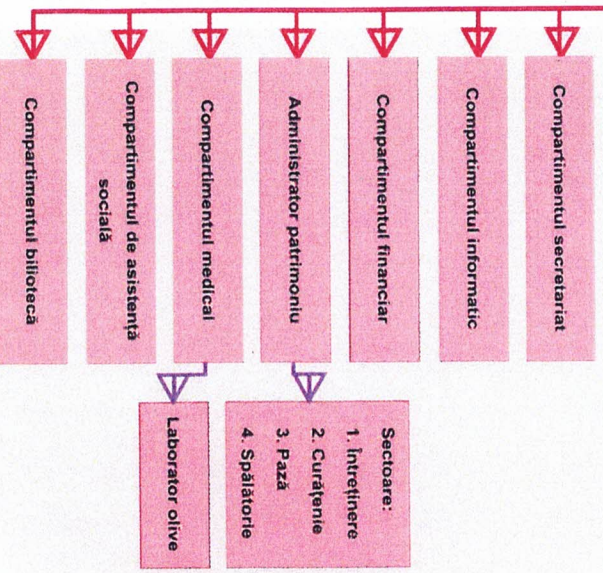 Compartimentul secretariat
Compartimentul informatic
Compartimentul financiar
Administrator patrimoniu
Sectoare:
1. Întreținere
2. Curățenie
3. Pază
4. Spălătorie
Compartimentul medical
Laborator olive
Compartimentul de asistență
socială
Compartimentul biliotecă